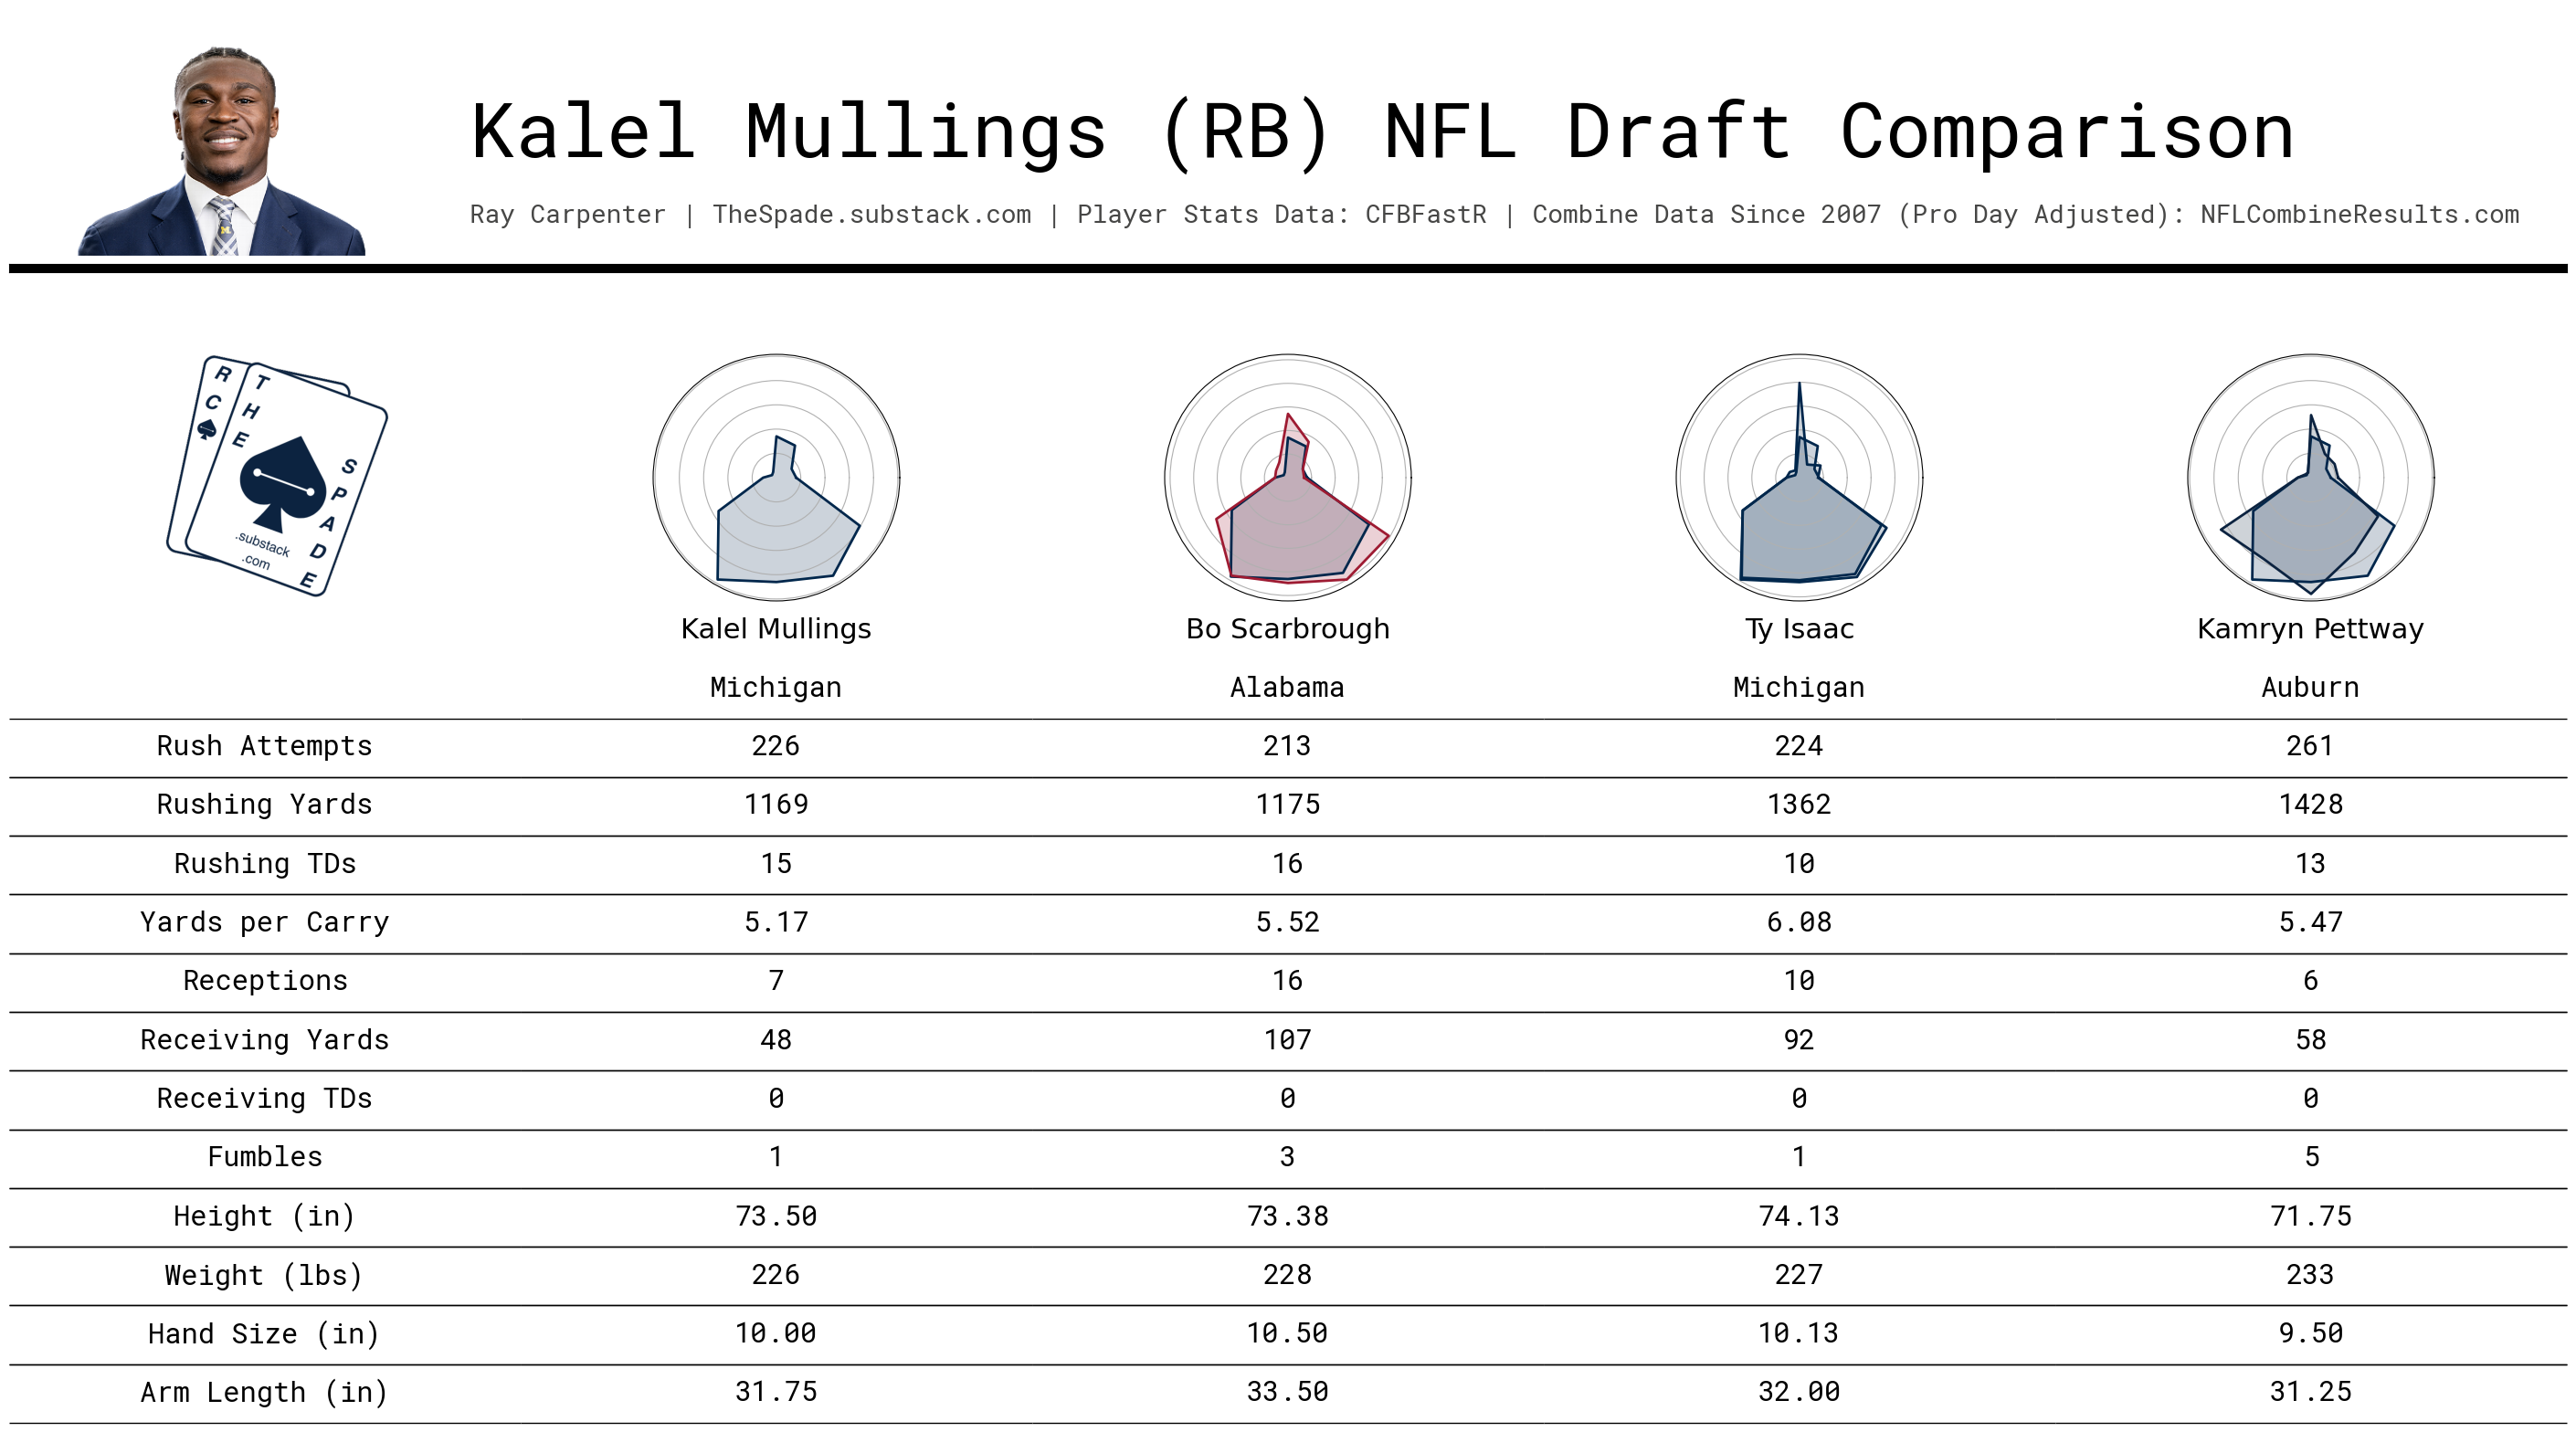 Kalel Mullings (RB) NFL Draft Comparison
Ray Carpenter | TheSpade.substack.com | Player Stats Data: CFBFastR | Combine Data Since 2007 (Pro Day Adjusted): NFLCombineResults.com
R C
THE
SPADE
.substack
.com
Kalel Mullings Bo Scarbrough Ty Isaac Kamryn Pettway
Michigan Alabama Michigan Auburn
Rush Attempts 226 213 224 261
Rushing Yards 1169 1175 1362 1428
Rushing TDs 15 16 10 13
Yards per Carry 5.17 5.52 6.08 5.47
Receptions 7 16 10 6
Receiving Yards 48 107 92 58
Receiving TDs 0 0 0 0
Fumbles 1 3 1 5
Height (in) 73.50 73.38 74.13 71.75
Weight (lbs) 226 228 227 233
Hand Size (in) 10.00 10.50 10.13 9.50
Arm Length (in) 31.75 33.50 32.00 31.25